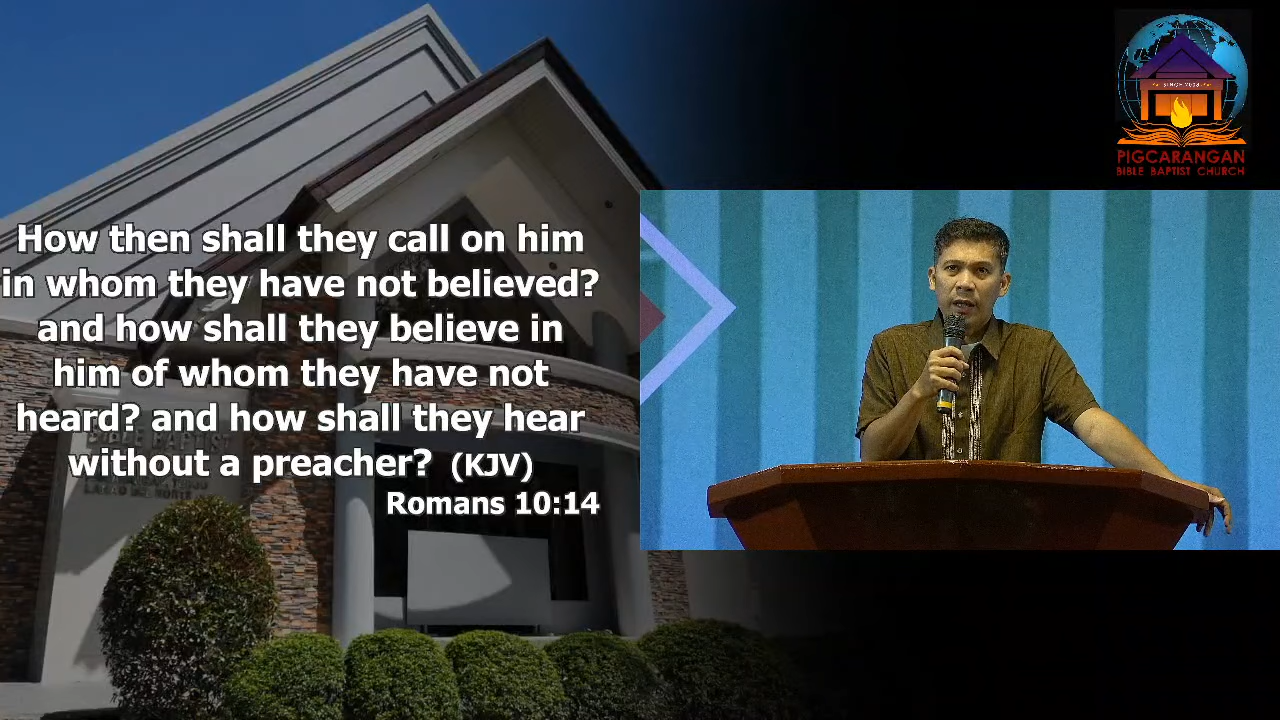 How then shall they call on him
in whom they have not believed?
and how shall they believe in
him of whom they have not
heard? and how shall they hear
without a preacher? (KJV)
Romans 10:14
PIGCARANGAN
BIBLE BAPTIST CHURCH
BIBLE BAPTIST